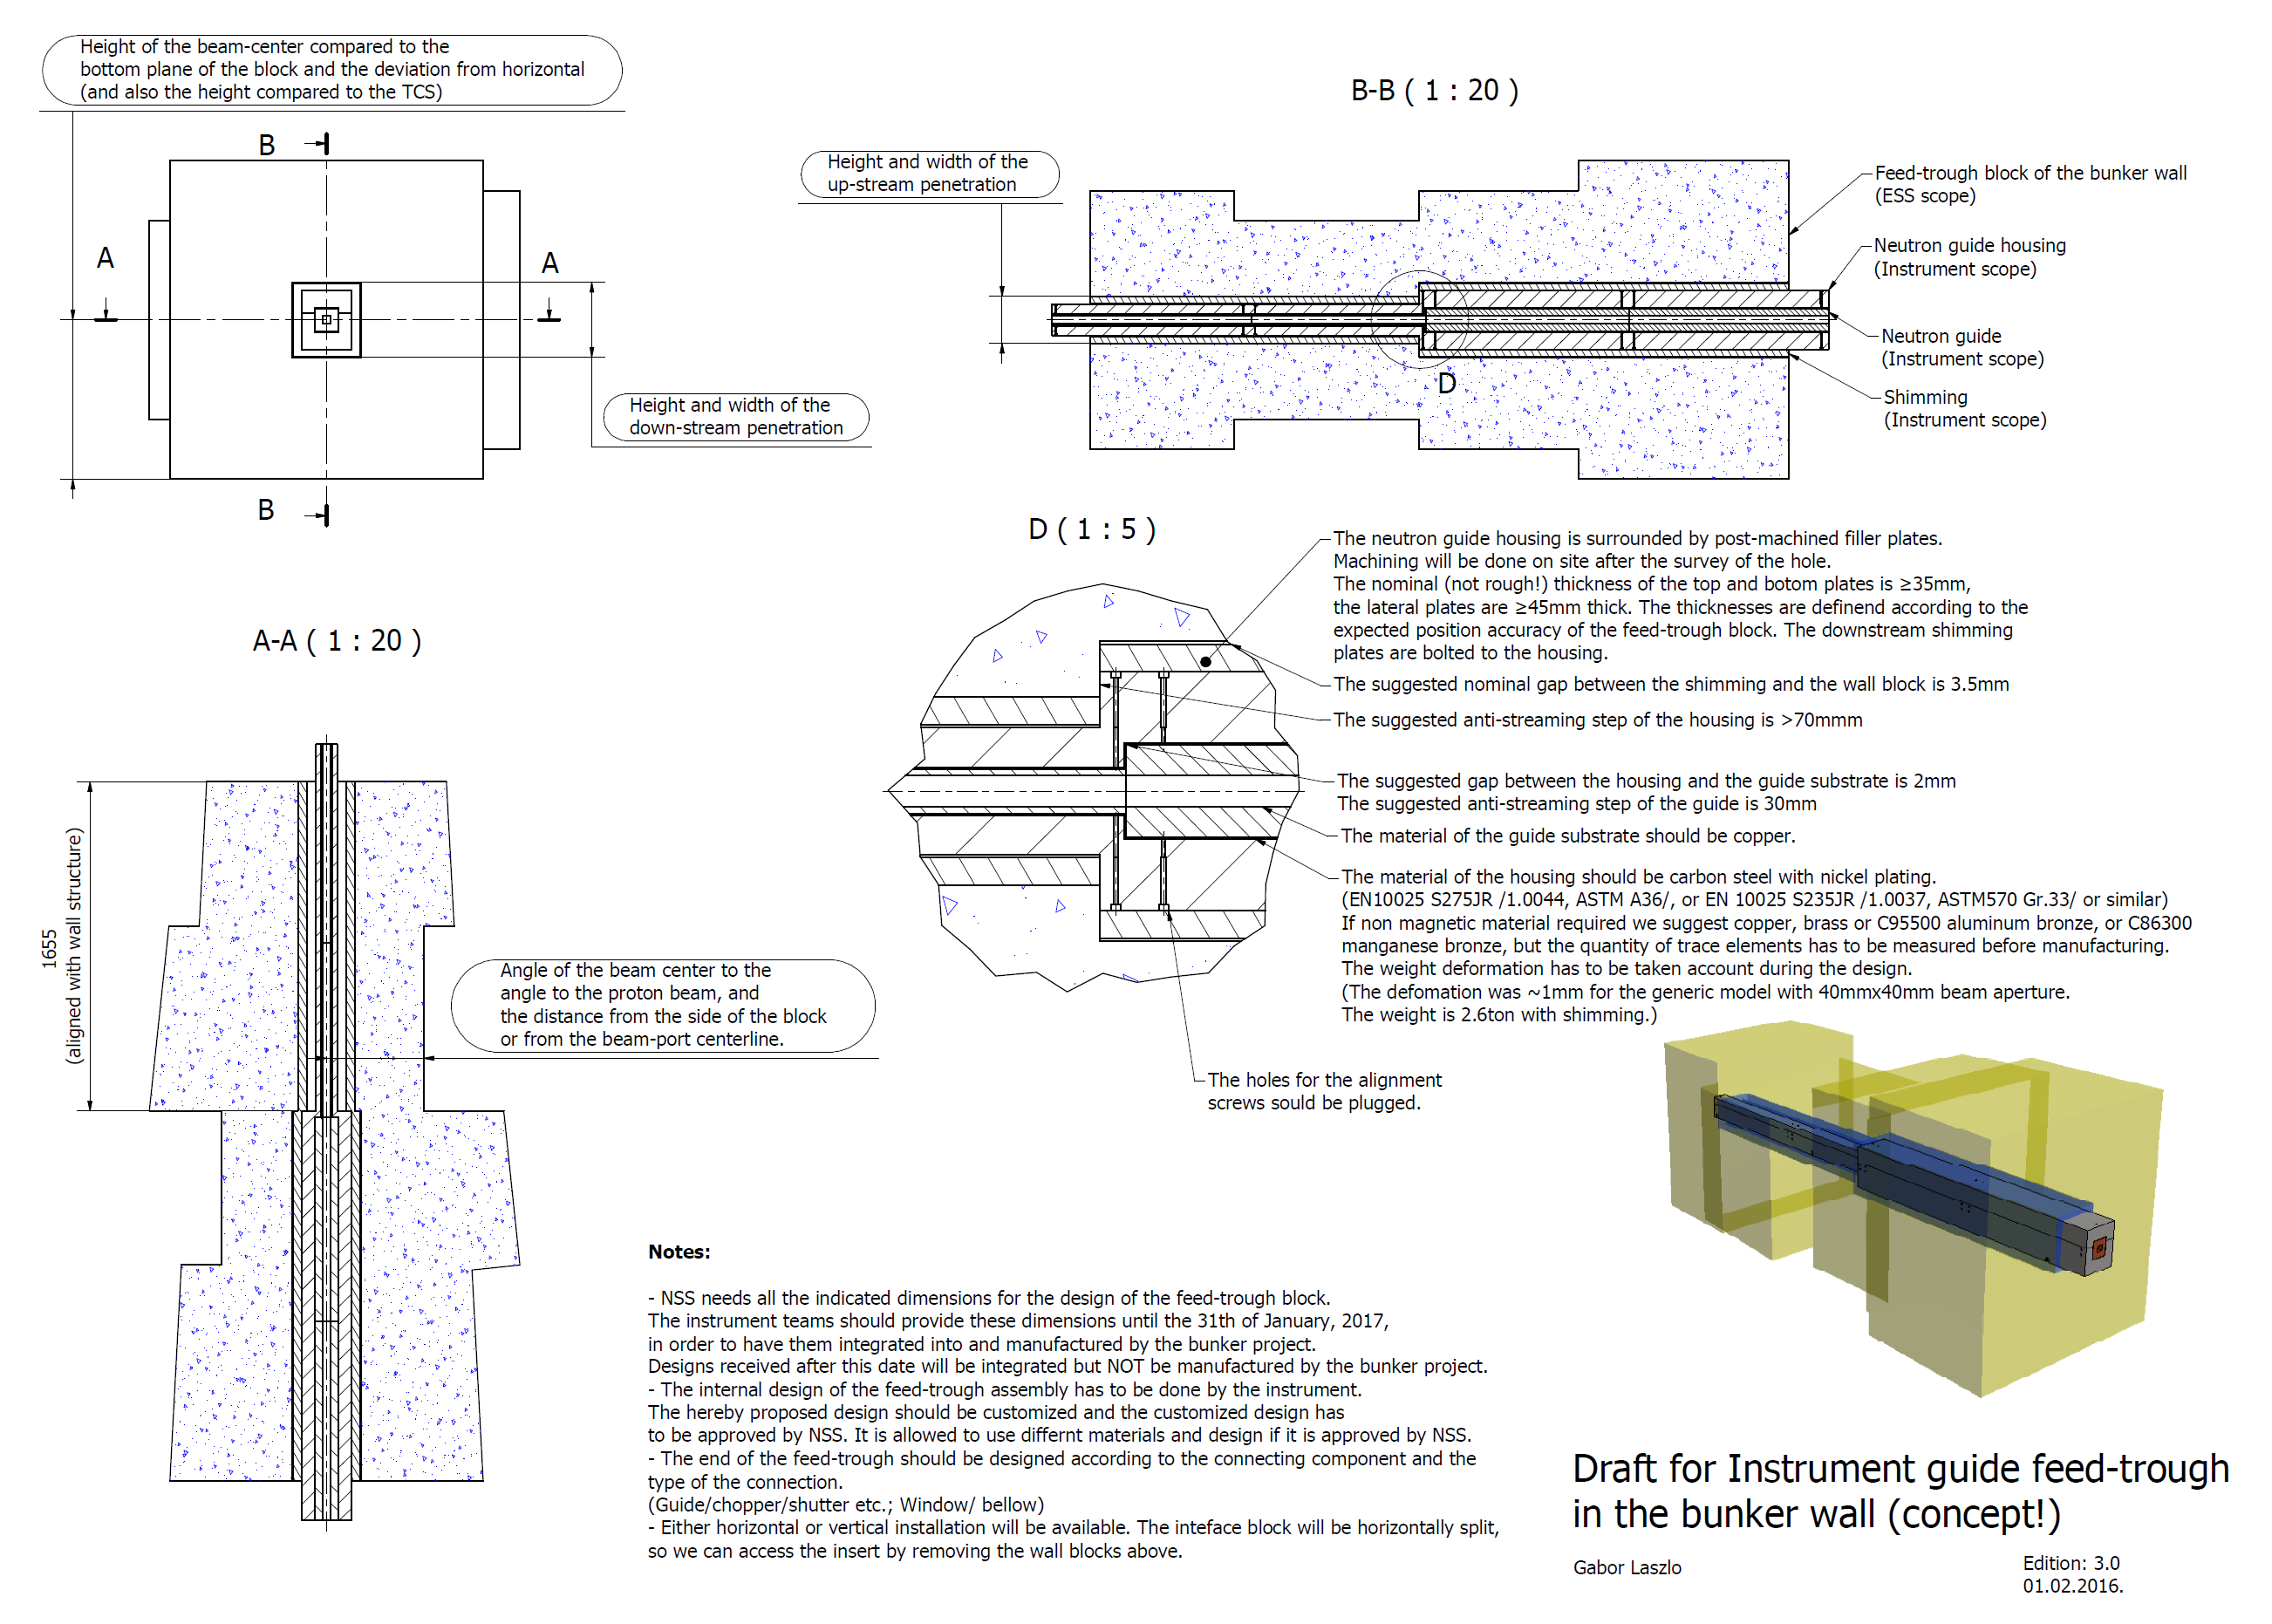 Height of the beam-center compared to the
bottom plane of the block and the deviation from horizontal
(and also the height compared to the TCS)
B
A
A
B
Height and width of the
down-stream penetration
B-B ( 1 : 20 )
Height and width of the
up-stream penetration
D
Feed-trough block of the bunker wall
(ESS scope)
Neutron guide housing
(Instrument scope)
Neutron guide
(Instrument scope)
Shimming
(Instrument scope)
D ( 1 : 5 )
The neutron guide housing is surrounded by post-machined filler plates.
Machining will be done on site after the survey of the hole.
The nominal (not rough!) thickness of the top and botom plates is ≥35mm,
the lateral plates are ≥45mm thick. The thicknesses are definend according to the
expected position accuracy of the feed-trough block. The downstream shimming
plates are bolted to the housing.
The suggested nominal gap between the shimming and the wall block is 3.5mm
The suggested anti-streaming step of the housing is >70mmm
The suggested gap between the housing and the guide substrate is 2mm
The suggested anti-streaming step of the guide is 30mm
The material of the guide substrate should be copper.
The material of the housing should be carbon steel with nickel plating.
(EN10025 S275JR /1.0044, ASTM A36/, or EN 10025 S235JR /1.0037, ASTM570 Gr.33/ or similar)
If non magnetic material required we suggest copper, brass or C95500 aluminum bronze, or C86300
manganese bronze, but the quantity of trace elements has to be measured before manufacturing.
The weight deformation has to be taken account during the design.
(The defomation was ~1mm for the generic model with 40mmx40mm beam aperture.
The weight is 2.6ton with shimming.)
The holes for the alignment
screws sould be plugged.
A-A ( 1 : 20 )
1655
(aligned with wall structure)
Angle of the beam center to the
angle to the proton beam, and
the distance from the side of the block
or from the beam-port centerline.
Notes:
- NSS needs all the indicated dimensions for the design of the feed-trough block.
The instrument teams should provide these dimensions until the 31th of January, 2017,
in order to have them integrated into and manufactured by the bunker project.
Designs received after this date will be integrated but NOT be manufactured by the bunker project.
- The internal design of the feed-trough assembly has to be done by the instrument.
The hereby proposed design should be customized and the customized design has
to be approved by NSS. It is allowed to use differnt materials and design if it is approved by NSS.
- The end of the feed-trough should be designed according to the connecting component and the
type of the connection.
(Guide/chopper/shutter etc.; Window/ bellow)
- Either horizontal or vertical installation will be available. The inteface block will be horizontally split,
so we can access the insert by removing the wall blocks above.
Draft for Instrument guide feed-trough
in the bunker wall (concept!)
Gabor Laszlo
Edition: 3.0
01.02.2016.